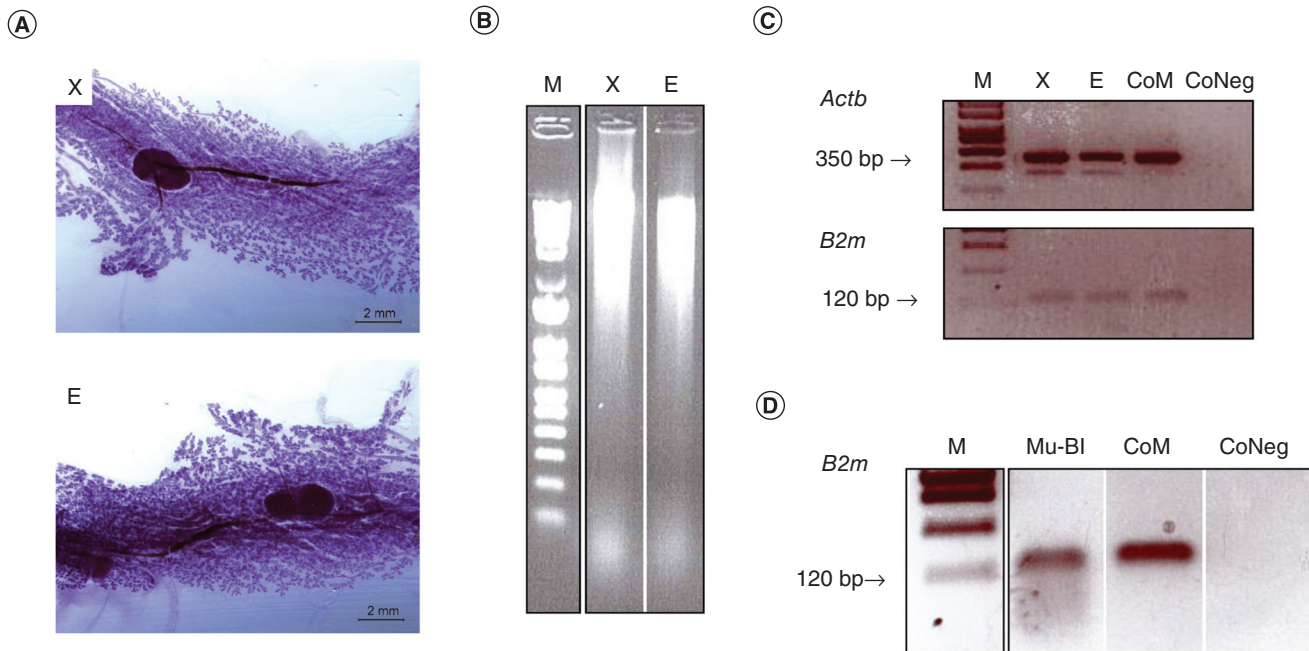 A
X
2 mm
E
2 mm
B
M X E
C
Actb
M X E CoM CoNeg
350 bp →
B2m
120 bp →
D
B2m
M Mu-BI CoM CoNeg
120 bp→